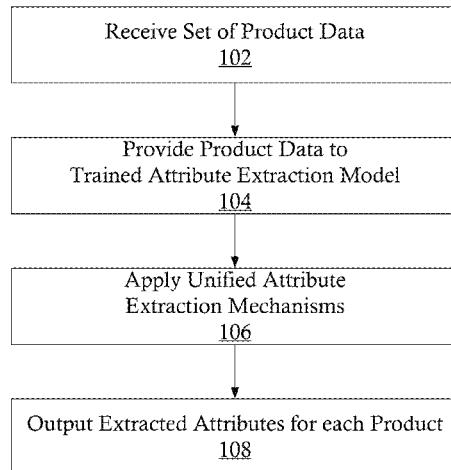 Receive Set of Product Data
102
Provide Product Data to
Trained Attribute Extraction Model
104
Apply Unified Attribute
Extraction Mechanisms
106
Output Extracted Attributes for each Product
108